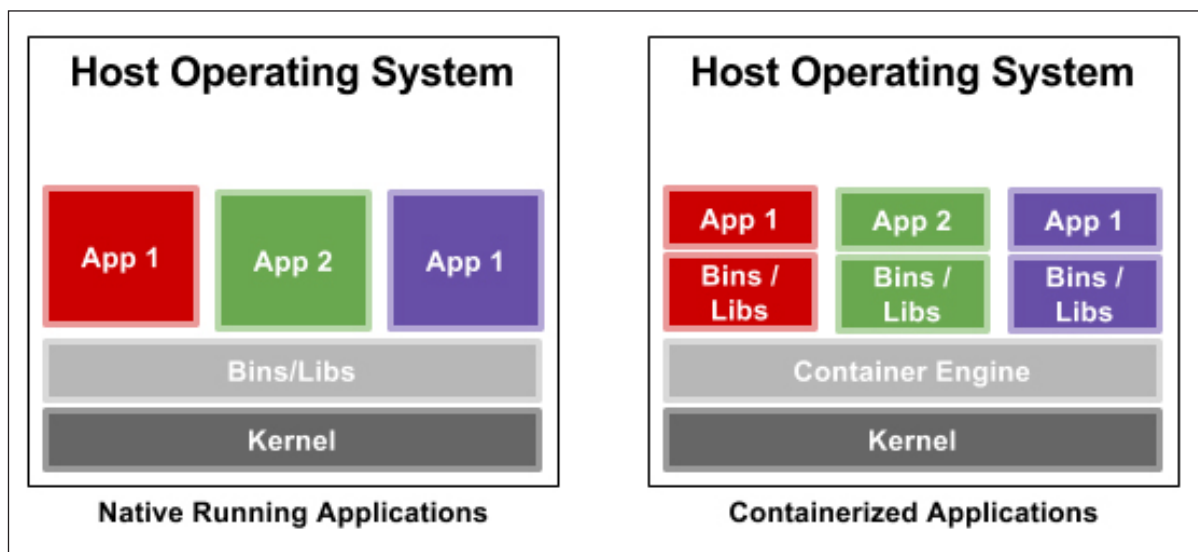 Host Operating System
App 1
App 2
App 1
Bins/Libs
Kernel
Native Running Applications
Host Operating System
App 1
App 2
App 1
Bins /
Libs
Bins /
Libs
Bins /
Libs
Container Engine
Kernel
Containerized Applications